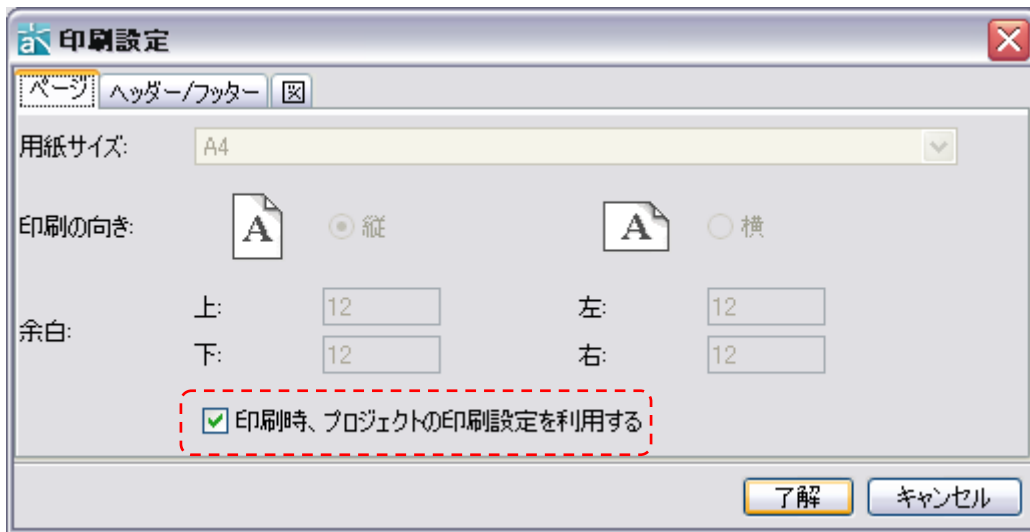 印刷設定
ページ ヘッダー/フッター 図
用紙サイズ: A4
印刷の向き: A 縦 A 横
余白: 上: 12 左: 12
下: 12 右: 12
印刷時、プロジェクトの印刷設定を利用する
了解 キャンセル